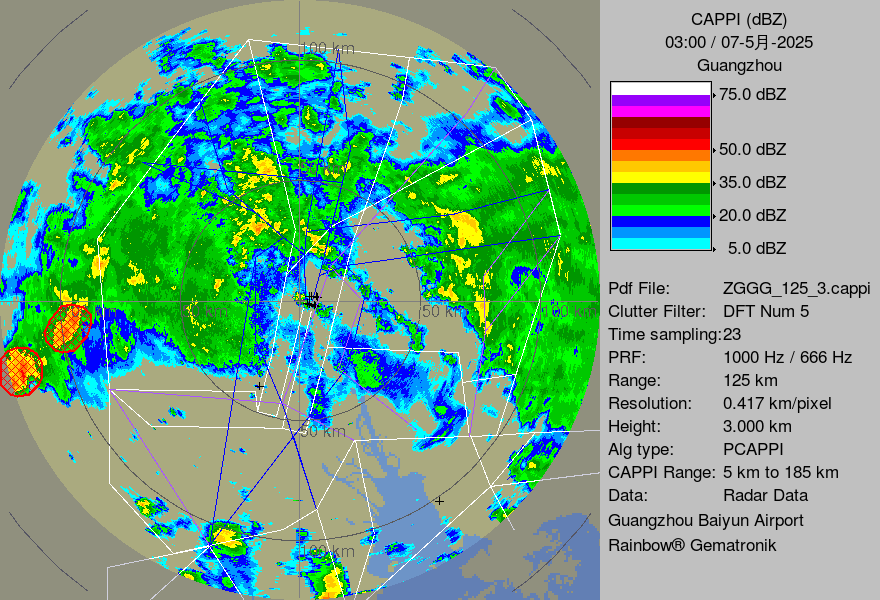 CAPPI (dBZ)
03:00 / 07-5月-2025
Guangzhou
75.0 dBZ
50.0 dBZ
35.0 dBZ
20.0 dBZ
5.0 dBZ
Pdf File: ZGGG_125_3.cappi
Clutter Filter: DFT Num 5
Time sampling:23
PRF: 1000 Hz / 666 Hz
Range: 125 km
Resolution: 0.417 km/pixel
Height: 3.000 km
Alg type: PCAPPI
CAPPI Range: 5 km to 185 km
Data: Radar Data
Guangzhou Baiyun Airport
Rainbow® Gematronik
100 km
50 km
100 km
50 km
100 km